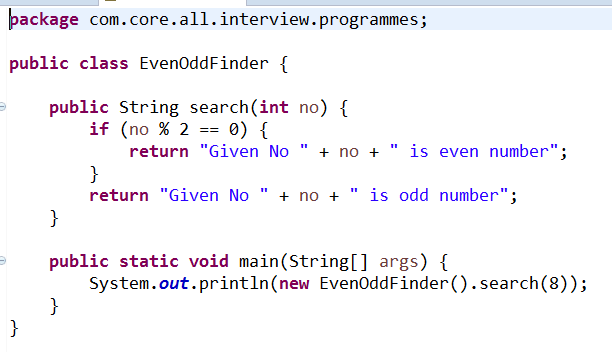 package com.core.all.interview.programmes;
public class EvenOddFinder {
public String search(int no) {
if (no % 2 == 0) {
return "Given No " + no + " is even number";
}
return "Given No " + no + " is odd number";
}
public static void main(String[] args) {
System.out.println(new EvenOddFinder().search(8));
}
}